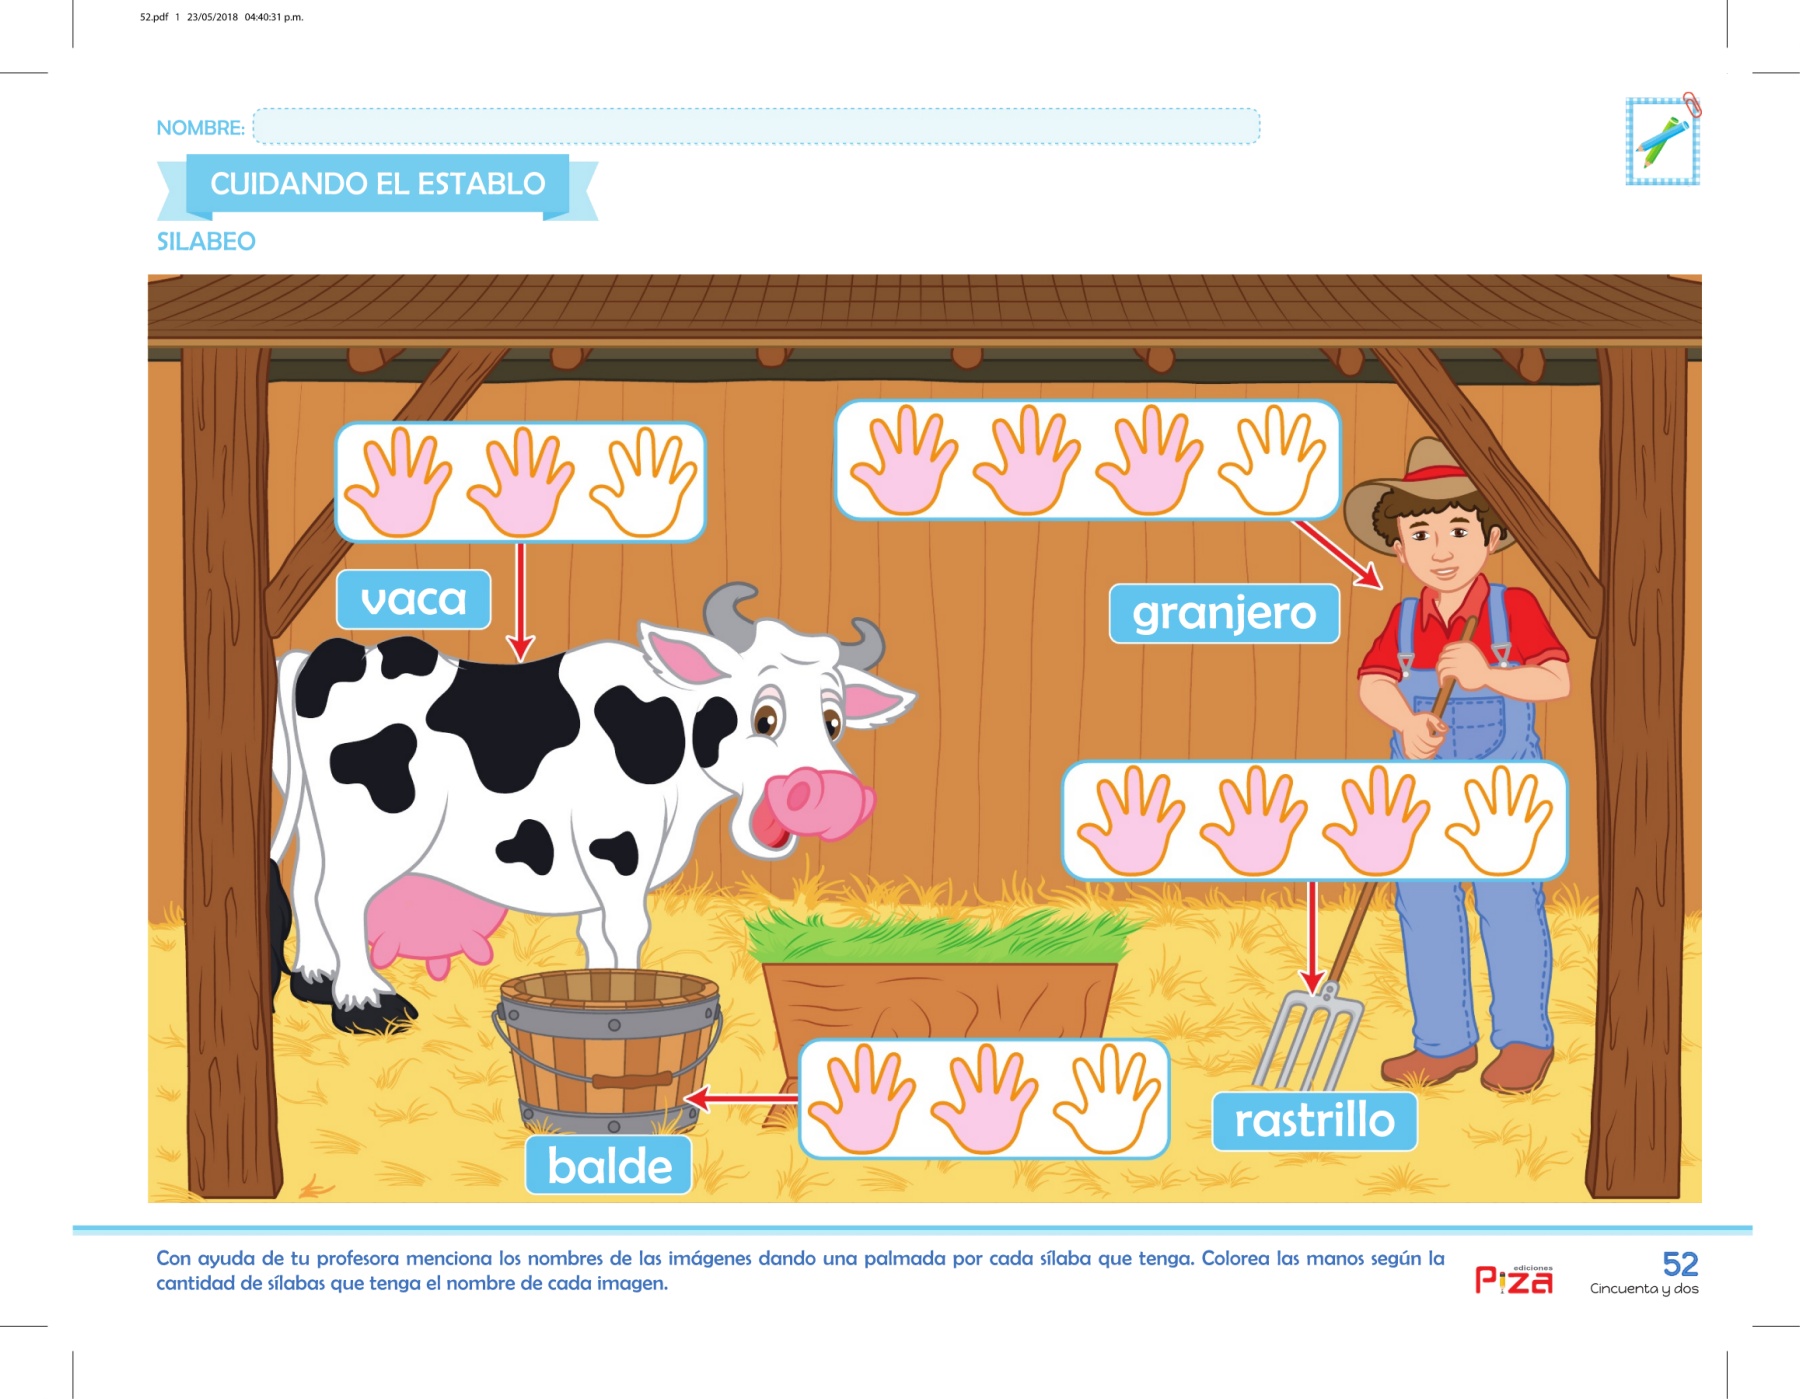 52.pdf 1 23/05/2018 04:40:31 p.m.
NOMBRE:
CUIDANDO EL ESTABLO
SILABEO
vaca
granjero
rastrillo
balde
Con ayuda de tu profesora menciona los nombres de las imágenes dando una palmada por cada sílaba que tenga. Colorea las manos según la
cantidad de sílabas que tenga el nombre de cada imagen.
ediciones
Piza
52
Cincuenta y dos